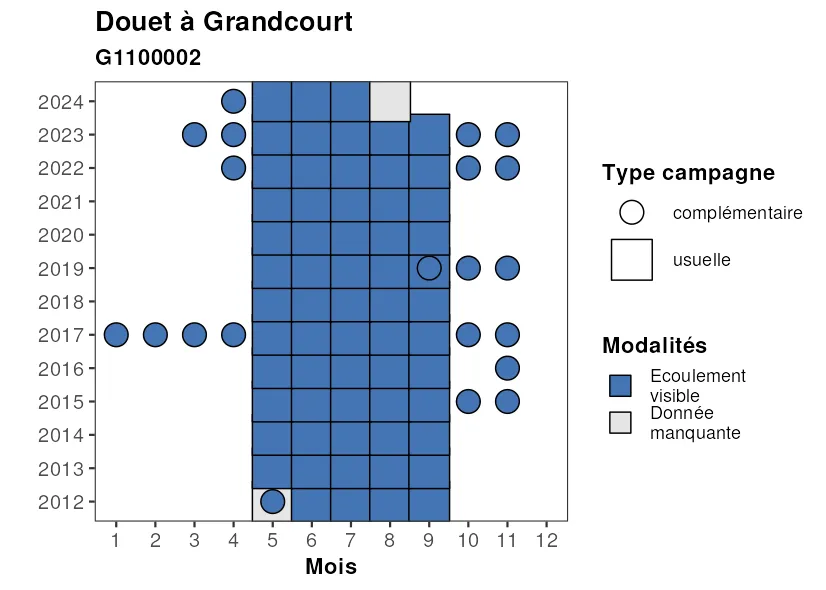 Douet à Grandcourt
G1100002
2024
2023
2022
2021
2020
2019
2018
2017
2016
2015
2014
2013
2012
1 2 3 4 5 6 7 8 9 10 11 12
Mois
Type campagne
complémentaire
usuelle
Modalités
Ecoulement
visible
Donnée
manquante